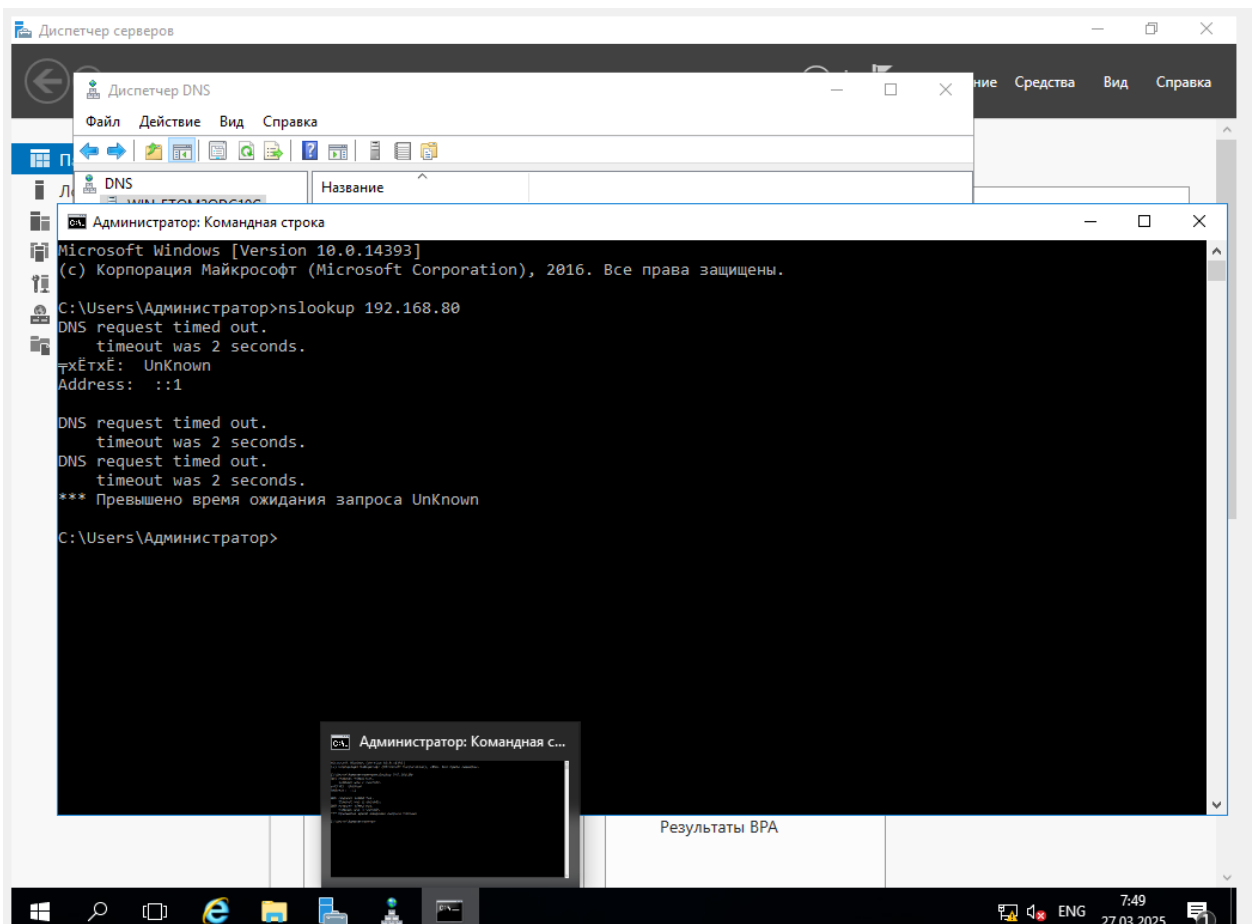 Диспетчер серверов
Диспетчер DNS
Средства Вид Справка
Файл Действие Вид Справка
DNS
Название
Администратор: Командная строка
Microsoft Windows [Version 10.0.14393]
(c) Корпорация Майкрософт (Microsoft Corporation), 2016. Все права защищены.
C:\Users\Администратор>nslookup 192.168.80
DNS request timed out.
timeout was 2 seconds.
╤хЁтхЁ: UnKnown
Address: ::1
DNS request timed out.
timeout was 2 seconds.
DNS request timed out.
timeout was 2 seconds.
*** Превышено время ожидания запроса UnKnown
C:\Users\Администратор>
Администратор: Командная с...
Результаты BPA
7:49
ENG
27.03.2025